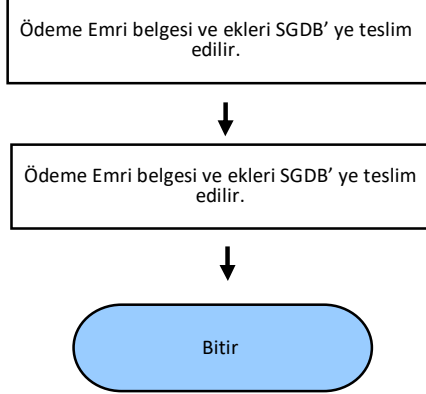 Ödeme Emri belgesi ve ekleri SGDB’ ye teslim
edilir.
Ödeme Emri belgesi ve ekleri SGDB’ ye teslim
edilir.
Bitir